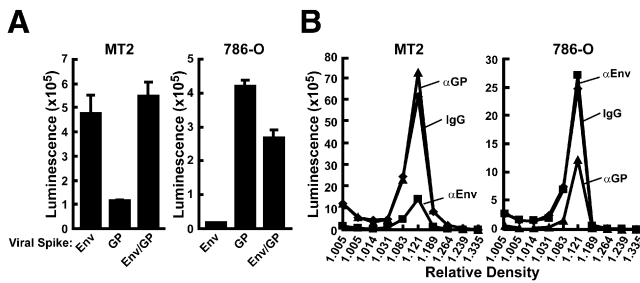 A
MT2
786-O
Luminescence (x10⁵)
7
6
5
4
3
2
1
0
Luminescence (x10⁵)
5
4
3
2
1
0
Viral Spike:
Env
GP
Env/GP
Env
GP
Env/GP
B
MT2
786-O
Luminescence (x10⁵)
80
70
60
50
40
30
20
10
0
αGP
IgG
αEnv
30
25
20
15
10
5
0
αEnv
IgG
αGP
1.005
1.005
1.014
1.031
1.083
1.121
1.189
1.264
1.239
1.335
1.005
1.005
1.014
1.031
1.083
1.121
1.189
1.264
1.239
1.335
Relative Density